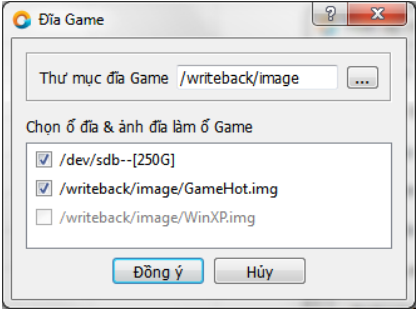 Đĩa Game
Thư mục đĩa Game /writeback/image ...
Chọn ổ đĩa & ảnh đĩa làm ổ Game
/dev/sdb--[250G]
/writeback/image/GameHot.img
/writeback/image/WinXP.img
Đồng ý Hủy